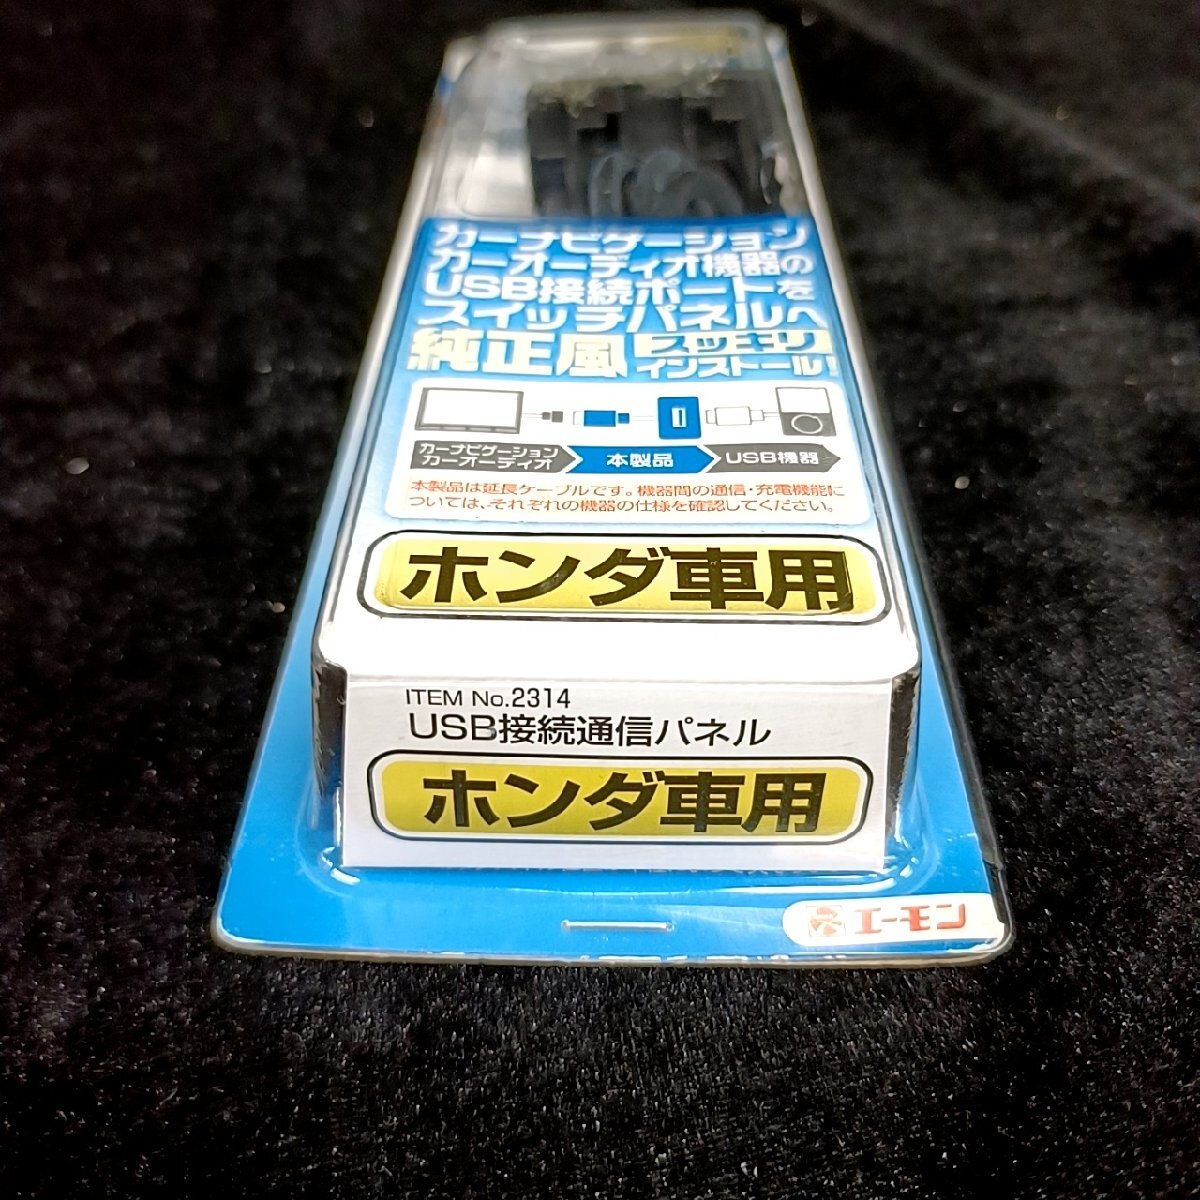 カーナビゲーション
カーオーディオ機器の
USB接続ポートを
スイッチパネルへ
純正風 スッキリ
インストール!
カーナビゲーション
カーオーディオ
本製品
USB機器
本製品は延長ケーブルです。機器間の通信・充電機能に
ついては、それぞれの機器の仕様を確認してください。
ホンダ車用
ITEM No.2314
USB接続通信パネル
ホンダ車用
エーモン